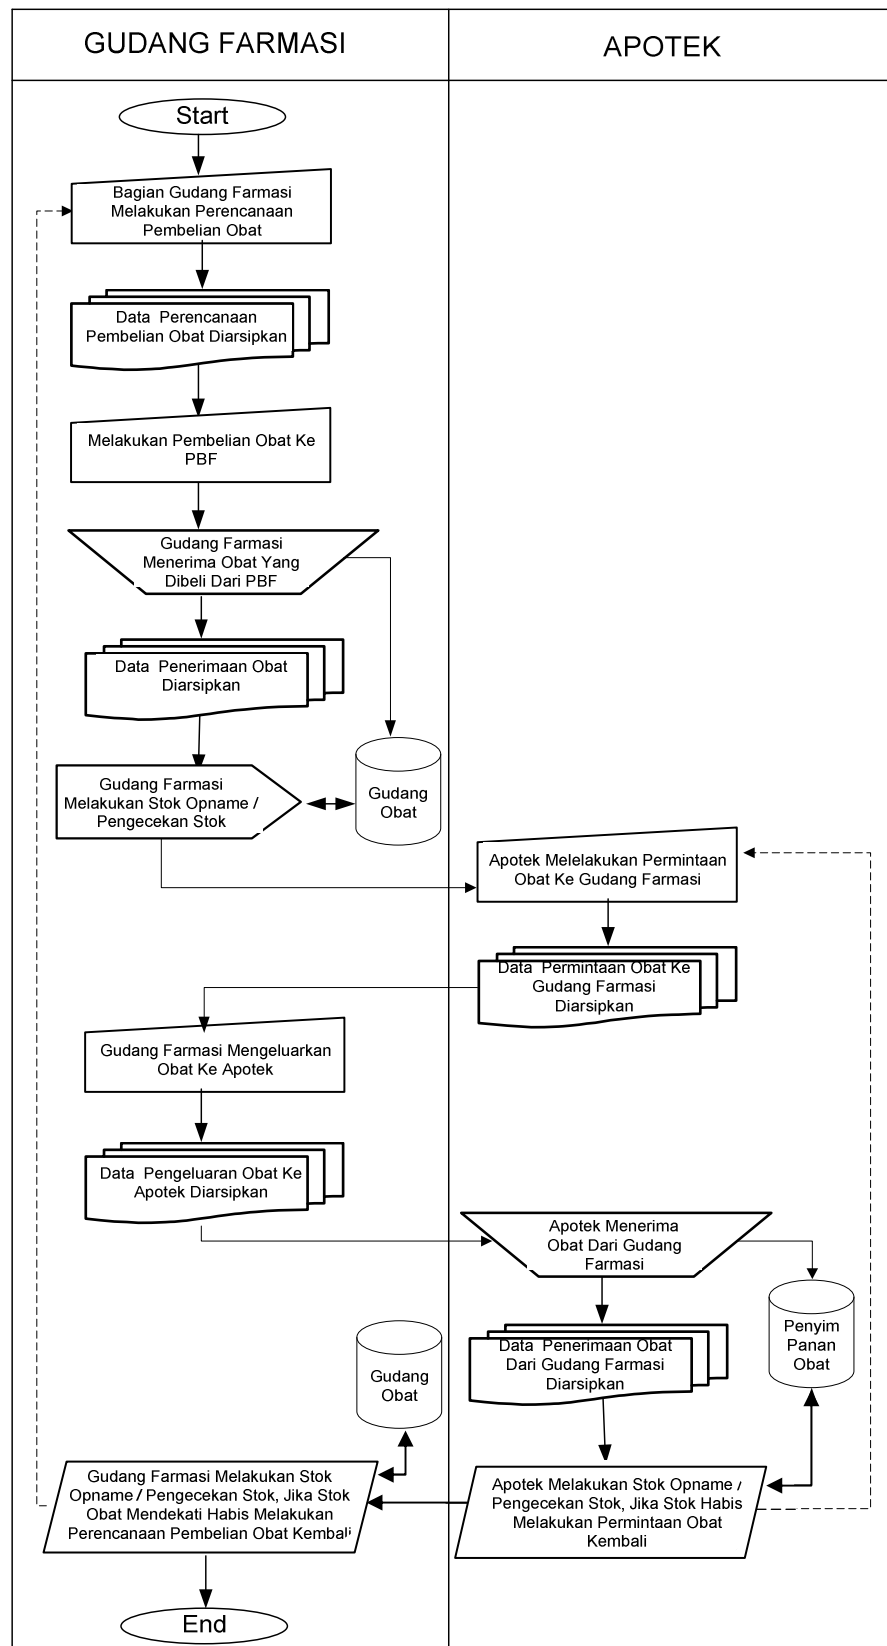 GUDANG FARMASI
APOTEK
Start
Bagian Gudang Farmasi
Melakukan Perencanaan
Pembelian Obat
Data Perencanaan
Pembelian Obat Diarsipkan
Melakukan Pembelian Obat Ke
PBF
Gudang Farmasi
Menerima Obat Yang
Dibeli Dari PBF
Data Penerimaan Obat
Diarsipkan
Gudang Farmasi
Melakukan Stok Opname /
Pengecekan Stok
Gudang
Obat
Apotek Melelakukan Permintaan
Obat Ke Gudang Farmasi
Data Permintaan Obat Ke
Gudang Farmasi
Diarsipkan
Gudang Farmasi Mengeluarkan
Obat Ke Apotek
Data Pengeluaran Obat Ke
Apotek Diarsipkan
Apotek Menerima
Obat Dari Gudang
Farmasi
Penyim
Panan
Obat
Data Penerimaan Obat
Dari Gudang Farmasi
Diarsipkan
Gudang
Obat
Apotek Melakukan Stok Opname /
Pengecekan Stok, Jika Stok Habis
Melakukan Permintaan Obat
Kembali
Gudang Farmasi Melakukan Stok
Opname / Pengecekan Stok, Jika Stok
Obat Mendekati Habis Melakukan
Perencanaan Pembelian Obat Kembali
End